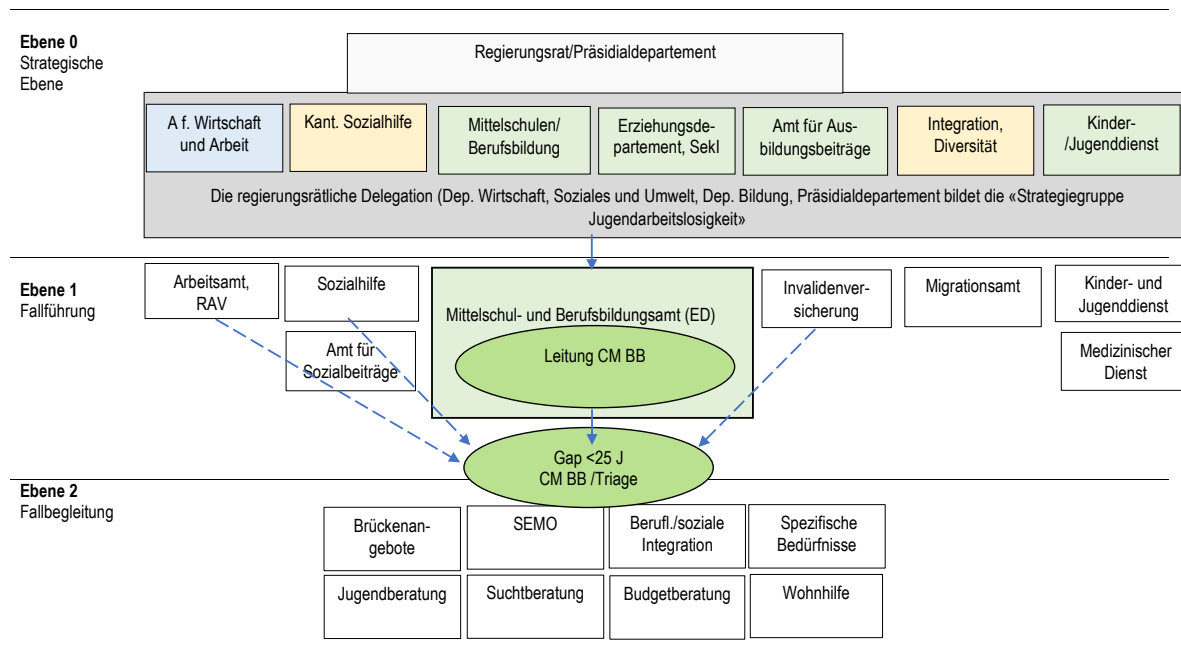 Ebene 0
Strategische
Ebene
Regierungsrat/Präsidialdepartement
A f. Wirtschaft
und Arbeit
Kant. Sozialhilfe
Mittelschulen/
Berufsbildung
Erziehungsde-
partement, SekI
Amt für Aus-
bildungsbeiträge
Integration,
Diversität
Kinder-
/Jugenddienst
Die regierungsrätliche Delegation (Dep. Wirtschaft, Soziales und Umwelt, Dep. Bildung, Präsidialdepartement bildet die «Strategiegruppe
Jugendarbeitslosigkeit»
Ebene 1
Fallführung
Arbeitsamt,
RAV
Sozialhilfe
Amt für
Sozialbeiträge
Mittelschul- und Berufsbildungsamt (ED)
Leitung CM BB
Invalidenver-
sicherung
Migrationsamt
Kinder- und
Jugenddienst
Medizinischer
Dienst
Gap <25 J
CM BB /Triage
Ebene 2
Fallbegleitung
Brückenan-
gebote
SEMO
Berufl./soziale
Integration
Spezifische
Bedürfnisse
Jugendberatung
Suchtberatung
Budgetberatung
Wohnhilfe